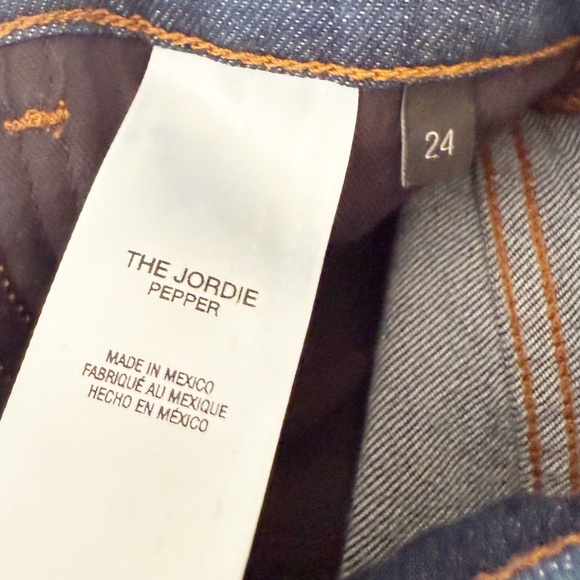 24
THE JORDIE
PEPPER
MADE IN MEXICO
FABRIQUÉ AU MEXIQUE
HECHO EN MÉXICO